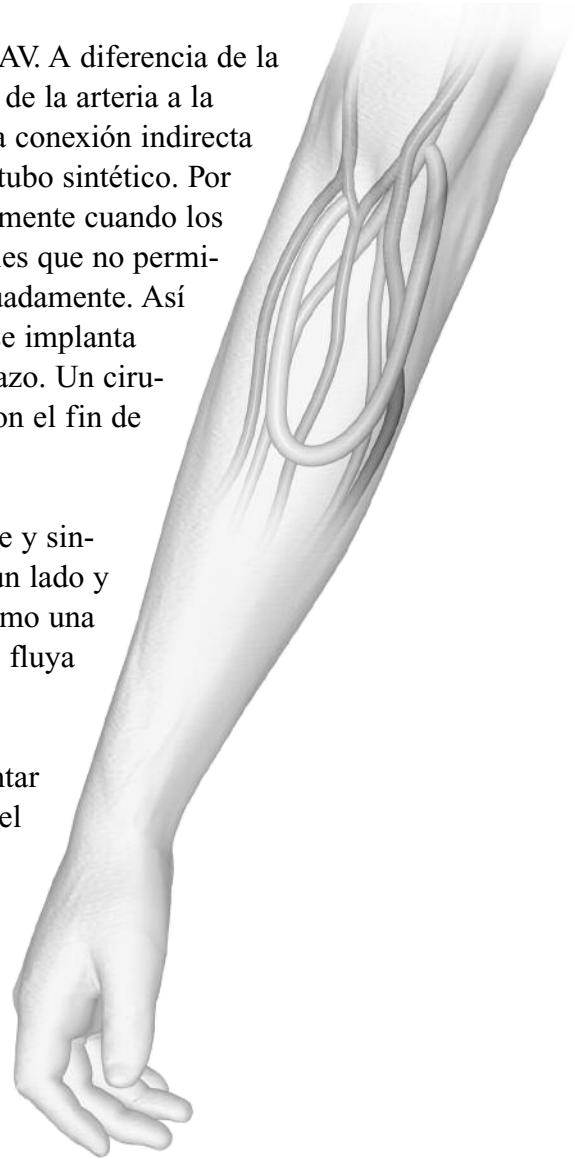 AV. A diferencia de la
de la arteria a la
a conexión indirecta
tubo sintético. Por
mente cuando los
es que no permi-
uadamente. Así
e implanta
azo. Un ciru-
on el fin de
e y sin-
un lado y
mo una
fluya
ntar
el